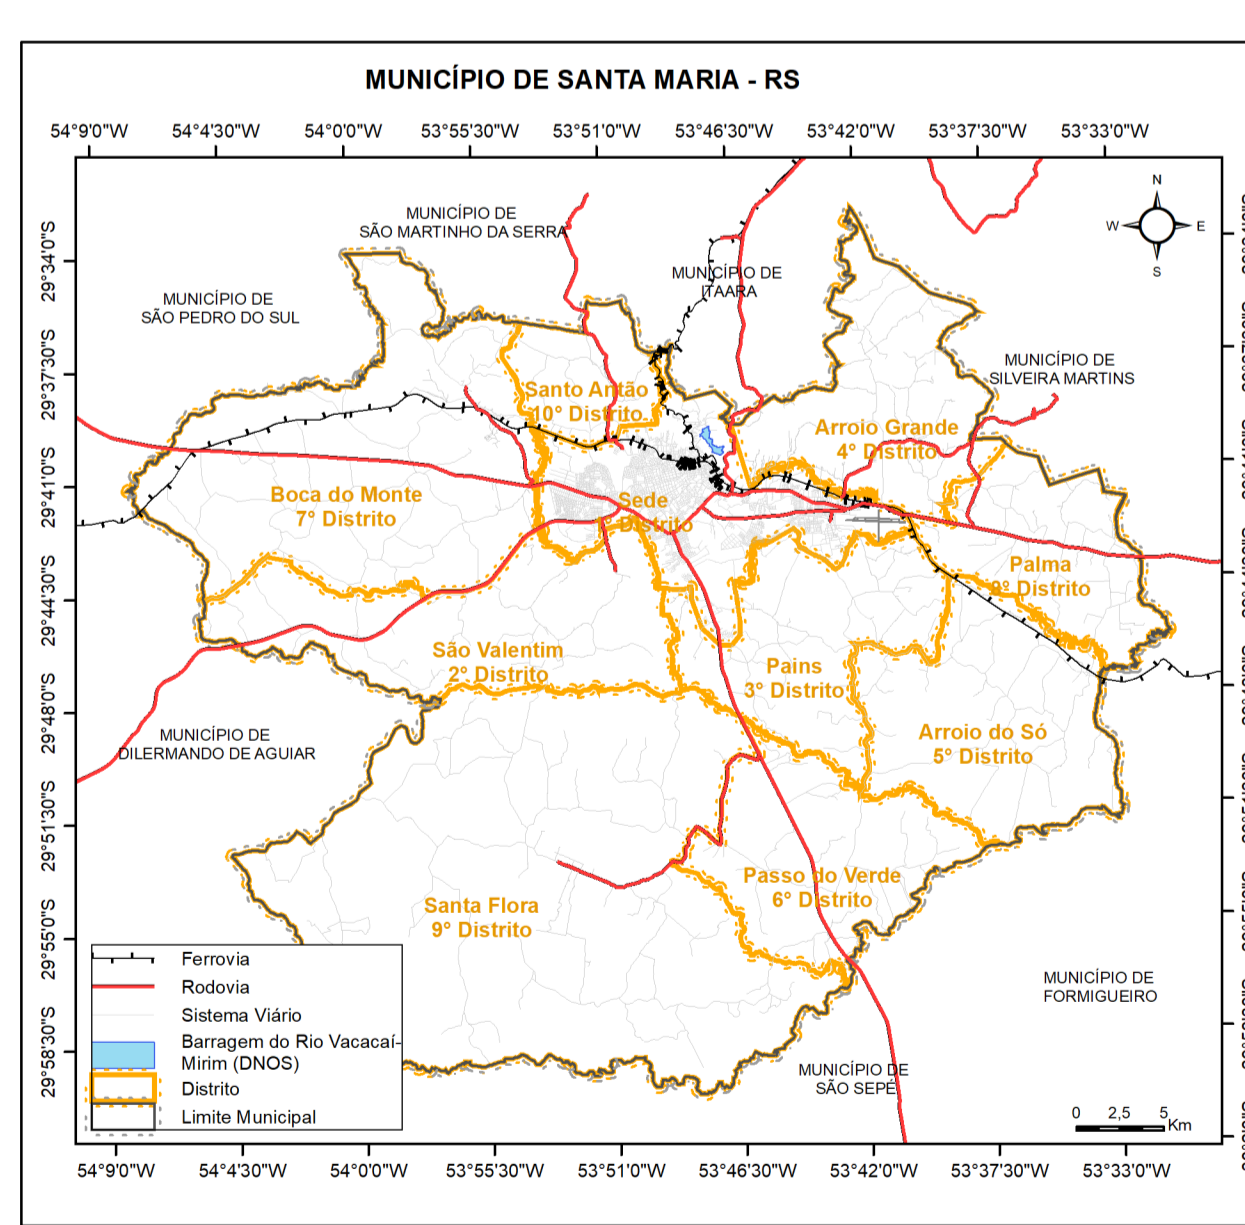 MUNICÍPIO DE SANTA MARIA - RS
54°9'0"W 54°4'30"W 54°0'0"W 53°55'30"W 53°51'0"W 53°46'30"W 53°42'0"W 53°37'30"W 53°33'0"W
N
W E
S
MUNICÍPIO DE
SÃO MARTINHO DA SERRA
MUNICÍPIO DE
ITAARA
MUNICÍPIO DE
SÃO PEDRO DO SUL
MUNICÍPIO DE
SILVEIRA MARTINS
29°34'0"S
29°37'30"S
29°41'0"S
29°44'30"S
29°48'0"S
29°51'30"S
29°55'0"S
29°58'30"S
Santo Antão
10° Distrito
Arroio Grande
4° Distrito
Boca do Monte
7° Distrito
Sede
Distrito
Palma
8° Distrito
São Valentim
2° Distrito
Pains
3° Distrito
Arroio do Só
5° Distrito
MUNICÍPIO DE
DILERMANDO DE AGUIAR
Passo do Verde
6° Distrito
Santa Flora
9° Distrito
MUNICÍPIO DE
FORMIGUEIRO
MUNICÍPIO DE
SÃO SEPÉ
Ferrovia
Rodovia
Sistema Viário
Barragem do Rio Vacacaí-
Mirim (DNOS)
Distrito
Limite Municipal
0 2,5 5
Km
54°9'0"W 54°4'30"W 54°0'0"W 53°55'30"W 53°51'0"W 53°46'30"W 53°42'0"W 53°37'30"W 53°33'0"W